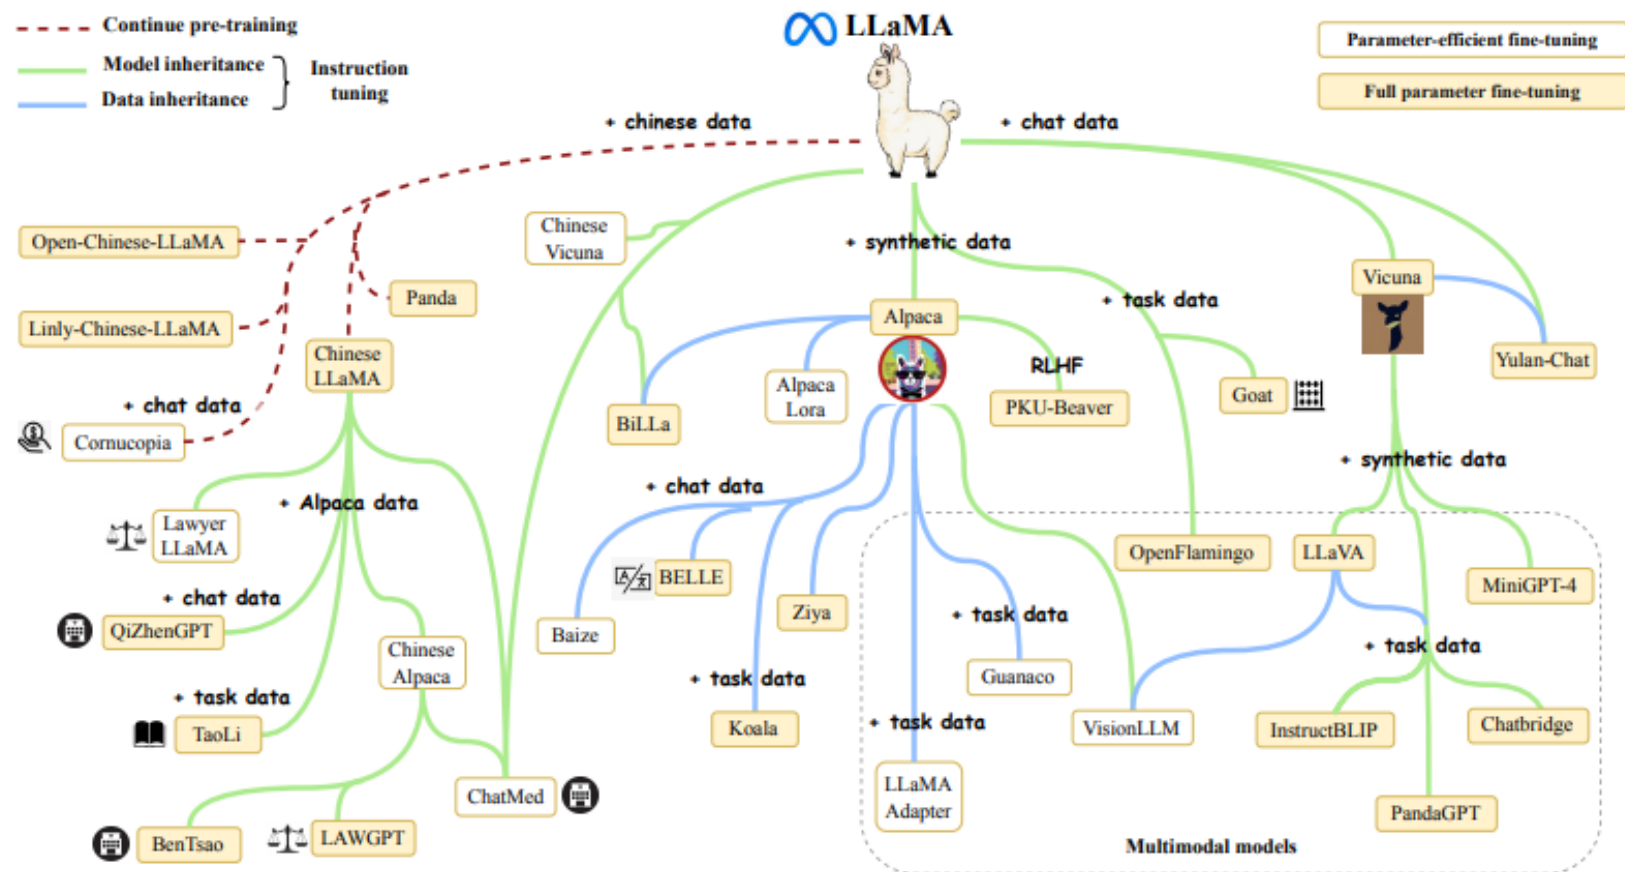 LLaMA
Continue pre-training
Model inheritance
Data inheritance
Instruction
tuning
Parameter-efficient fine-tuning
Full parameter fine-tuning
+ chinese data
+ chat data
Open-Chinese-LLaMA
Linly-Chinese-LLaMA
Panda
Chinese
LLaMA
+ chat data
Cornucopia
Chinese
Vicuna
+ synthetic data
+ task data
Alpaca
Vicuna
Yulan-Chat
BiLLa
Alpaca
Lora
RLHF
PKU-Beaver
Goat
+ Alpaca data
Lawyer
LLaMA
+ chat data
QiZhenGPT
+ task data
TaoLi
Chinese
Alpaca
BenTsao
LAWGPT
ChatMed
+ chat data
Baize
BELLE
Ziya
+ task data
Koala
+ task data
Guanaco
+ task data
LLaMA
Adapter
+ synthetic data
OpenFlamingo
LLaVA
MiniGPT-4
+ task data
VisionLLM
InstructBLIP
Chatbridge
PandaGPT
Multimodal models